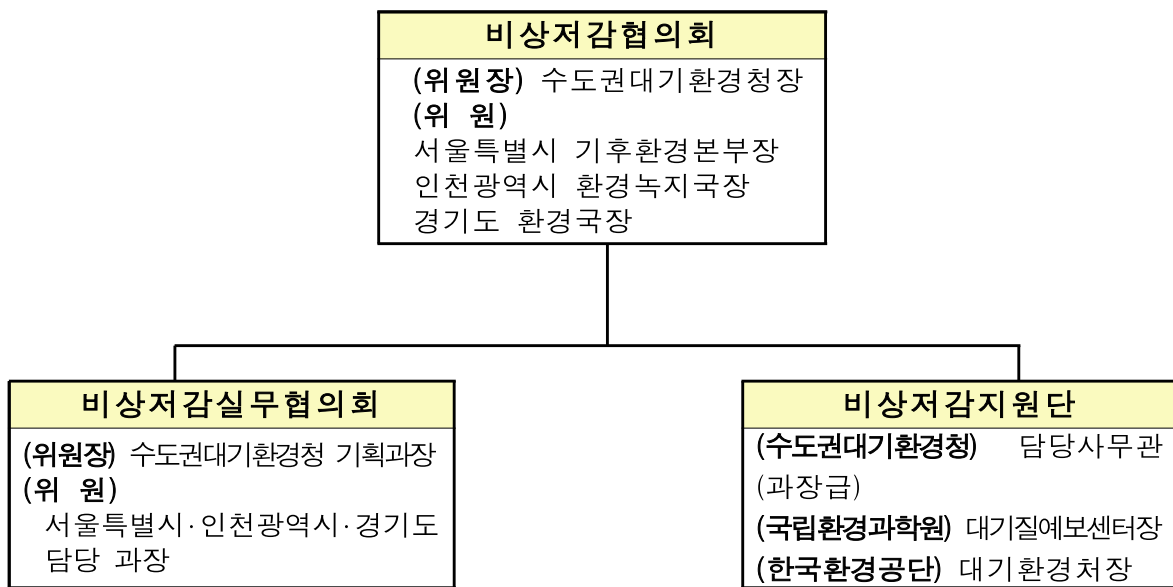 비상저감협의회
(위원장) 수도권대기환경청장
(위 원)
서울특별시 기후환경본부장
인천광역시 환경녹지국장
경기도 환경국장
비상저감실무협의회
(위원장) 수도권대기환경청 기획과장
(위 원)
서울특별시·인천광역시·경기도
담당 과장
비상저감지원단
(수도권대기환경청) 담당사무관
(과장급)
(국립환경과학원) 대기질예보센터장
(한국환경공단) 대기환경처장